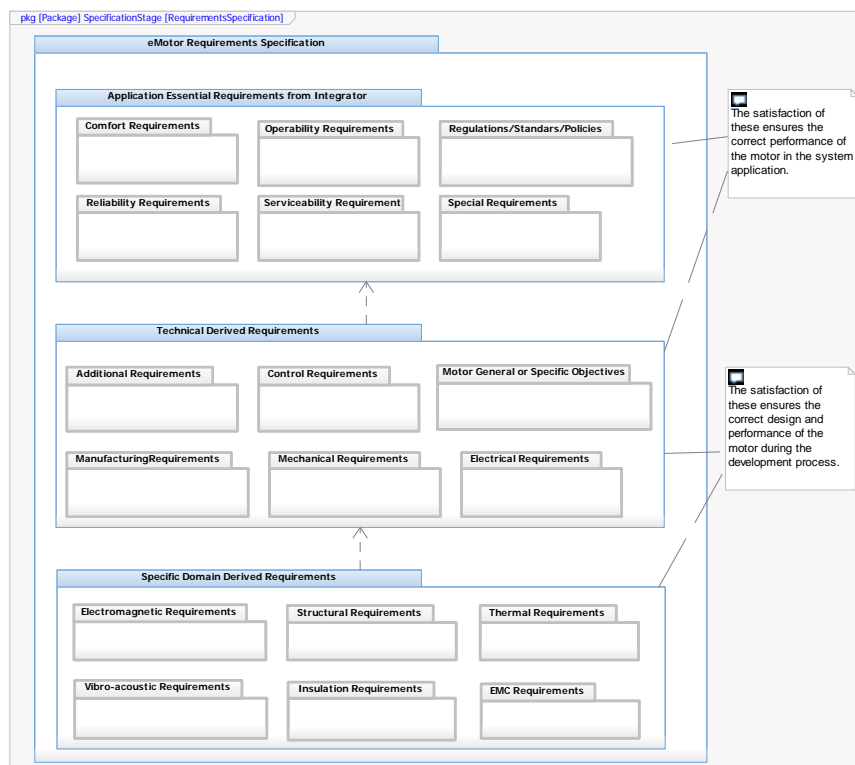 pkg [Package] SpecificationStage [RequirementsSpecification]
eMotor Requirements Specification
Application Essential Requirements from Integrator
Comfort Requirements
Operability Requirements
Regulations/Standars/Policies
Reliability Requirements
Serviceability Requirement
Special Requirements
The satisfaction of
these ensures the
correct performance of
the motor in the system
application.
Technical Derived Requirements
Additional Requirements
Control Requirements
Motor General or Specific Objectives
ManufacturingRequirements
Mechanical Requirements
Electrical Requirements
The satisfaction of
these ensures the
correct design and
performance of the
motor during the
development process.
Specific Domain Derived Requirements
Electromagnetic Requirements
Structural Requirements
Thermal Requirements
Vibro-acoustic Requirements
Insulation Requirements
EMC Requirements